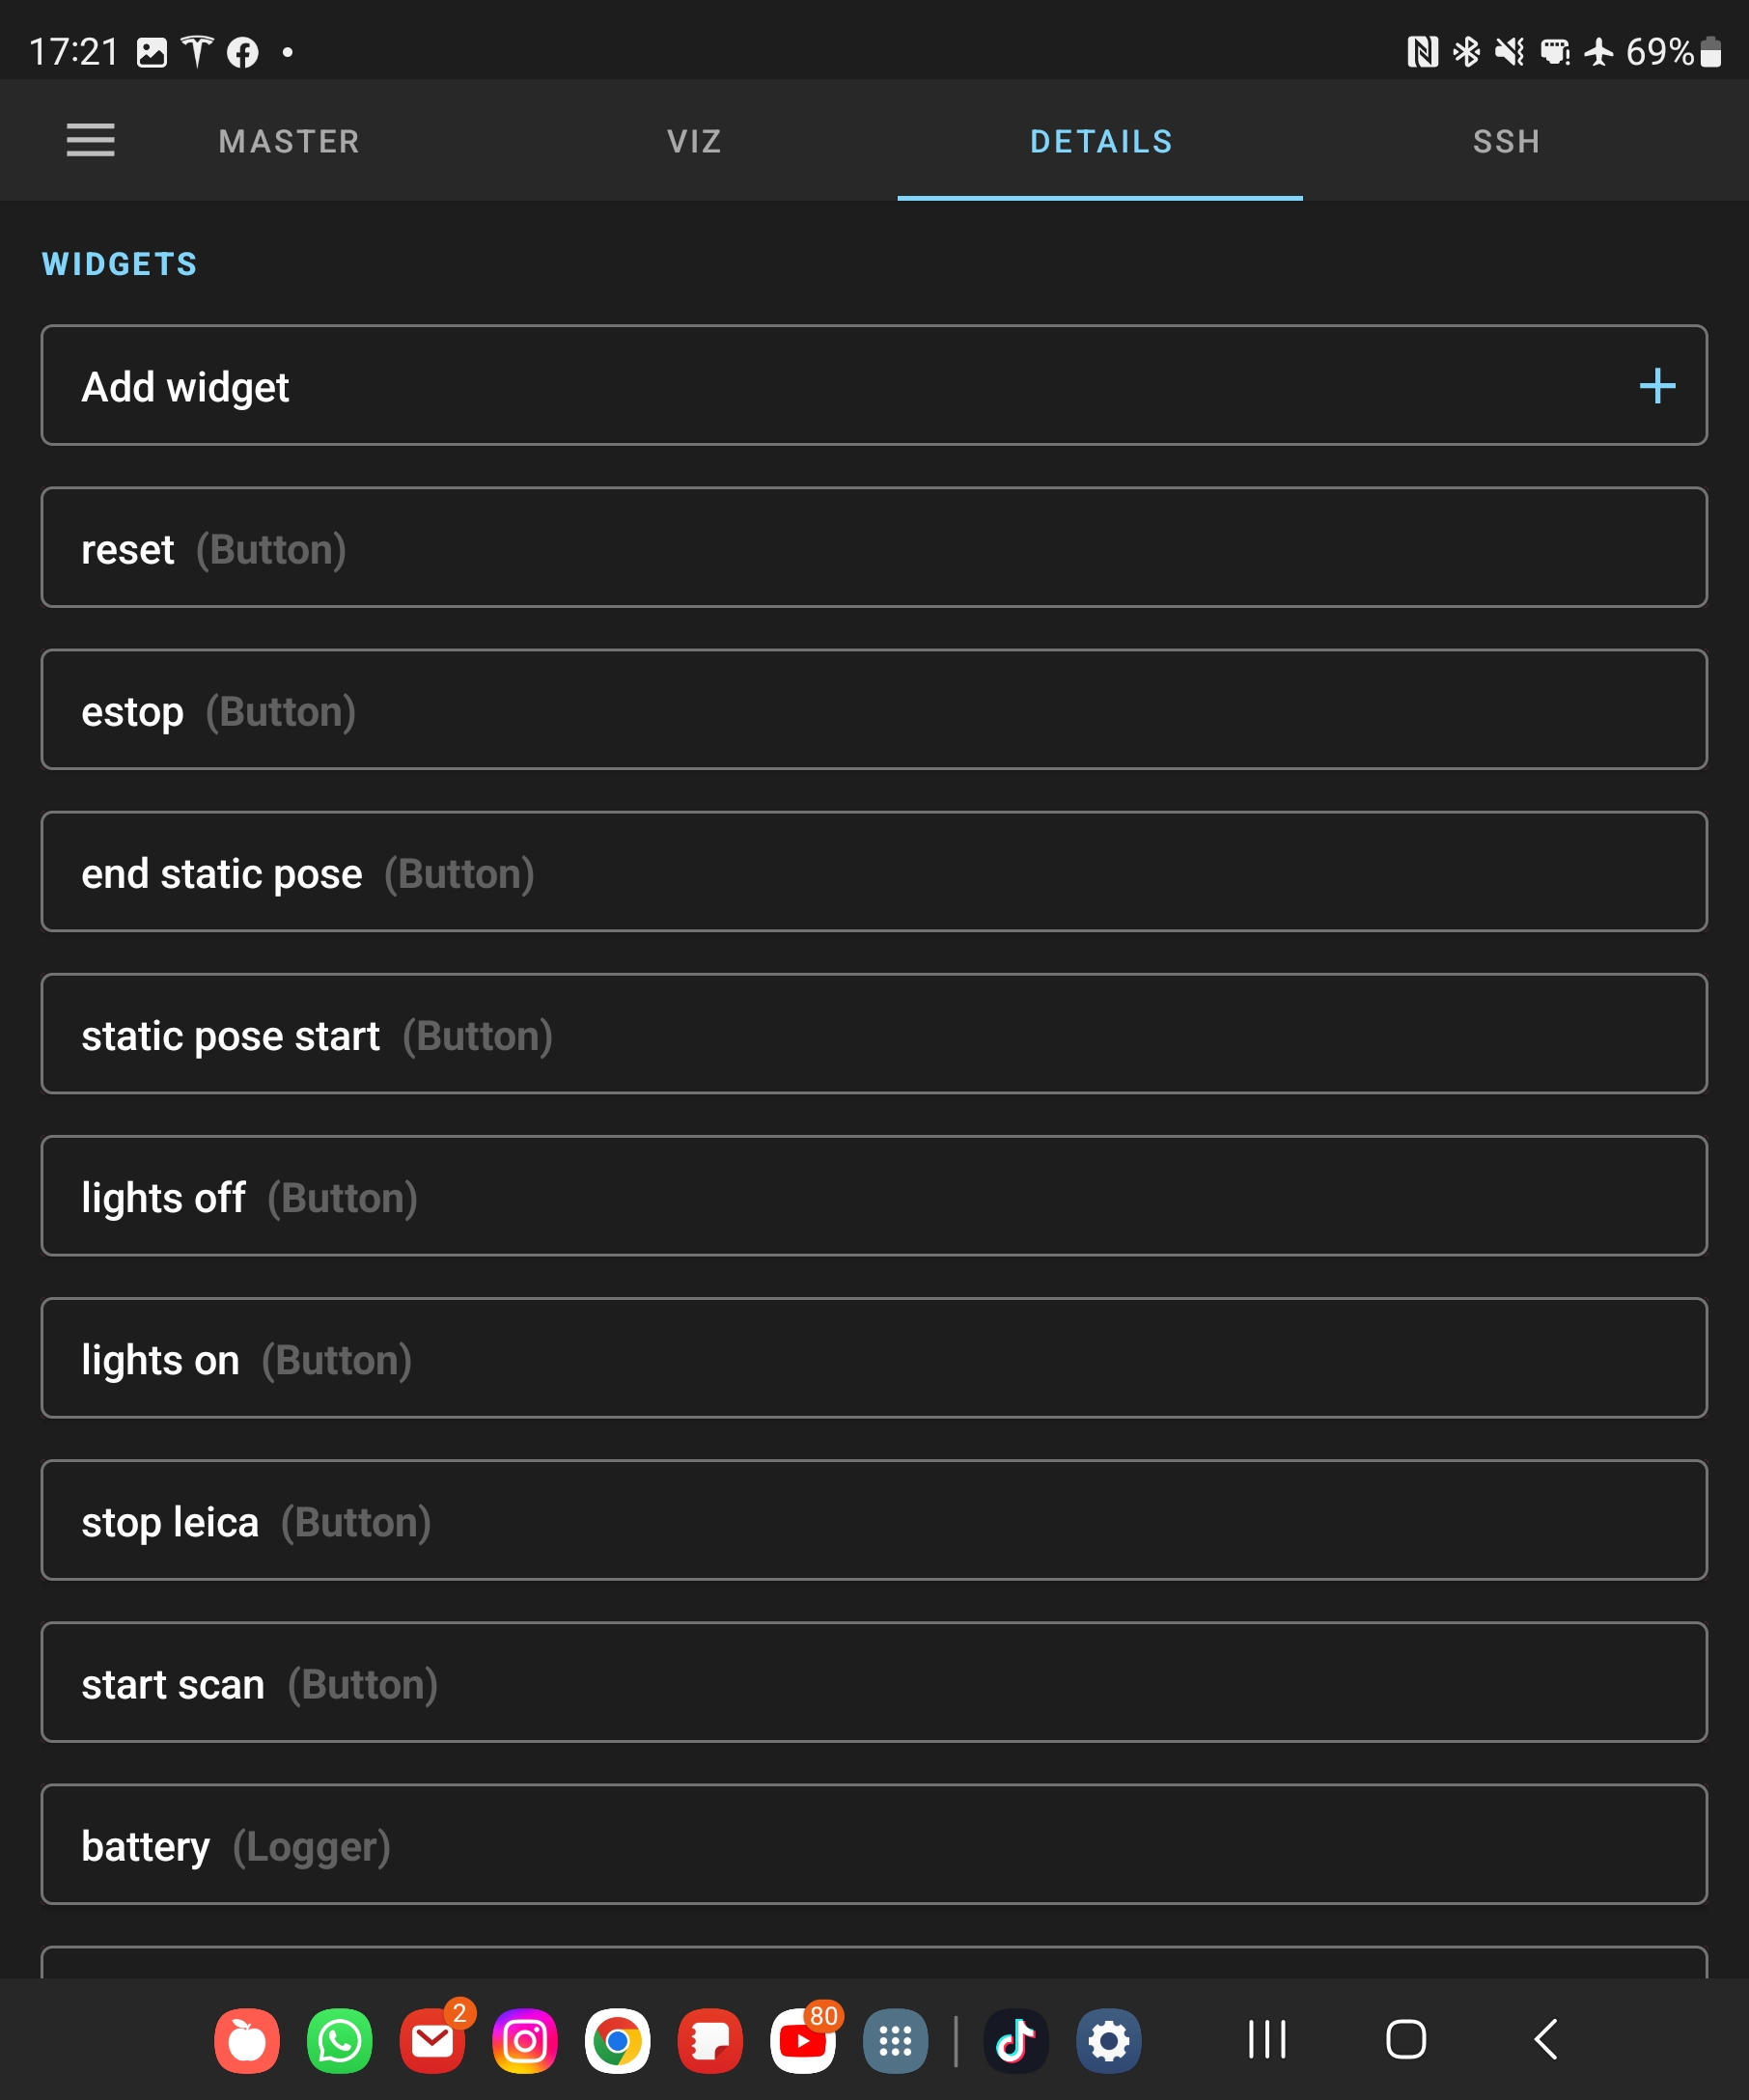 17:21
69%
MASTER VIZ DETAILS SSH
WIDGETS
Add widget
reset (Button)
estop (Button)
end static pose (Button)
static pose start (Button)
lights off (Button)
lights on (Button)
stop leica (Button)
start scan (Button)
battery (Logger)
2
80